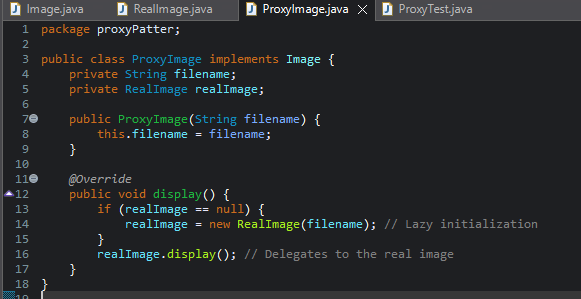 Image.java RealImage.java ProxyImage.java ProxyTest.java
1 package proxyPatter;
2
3 public class ProxyImage implements Image {
4     private String filename;
5     private RealImage realImage;
6
7     public ProxyImage(String filename) {
8         this.filename = filename;
9     }
10
11     @Override
12     public void display() {
13         if (realImage == null) {
14             realImage = new RealImage(filename); // Lazy initialization
15         }
16         realImage.display(); // Delegates to the real image
17     }
18 }
19